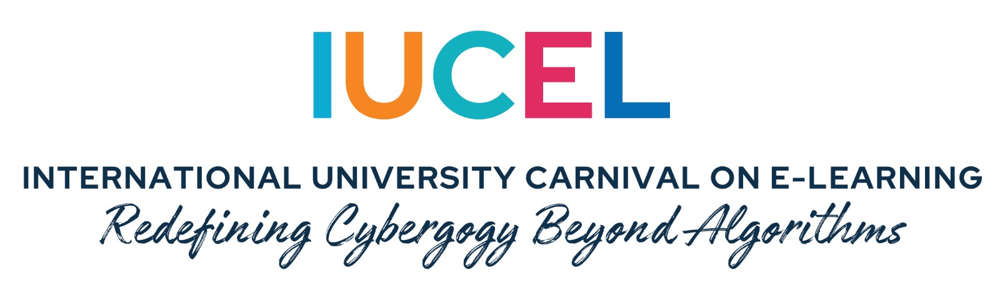 IUCEL
INTERNATIONAL UNIVERSITY CARNIVAL ON E-LEARNING
Redefining Cybergogy Beyond Algorithms